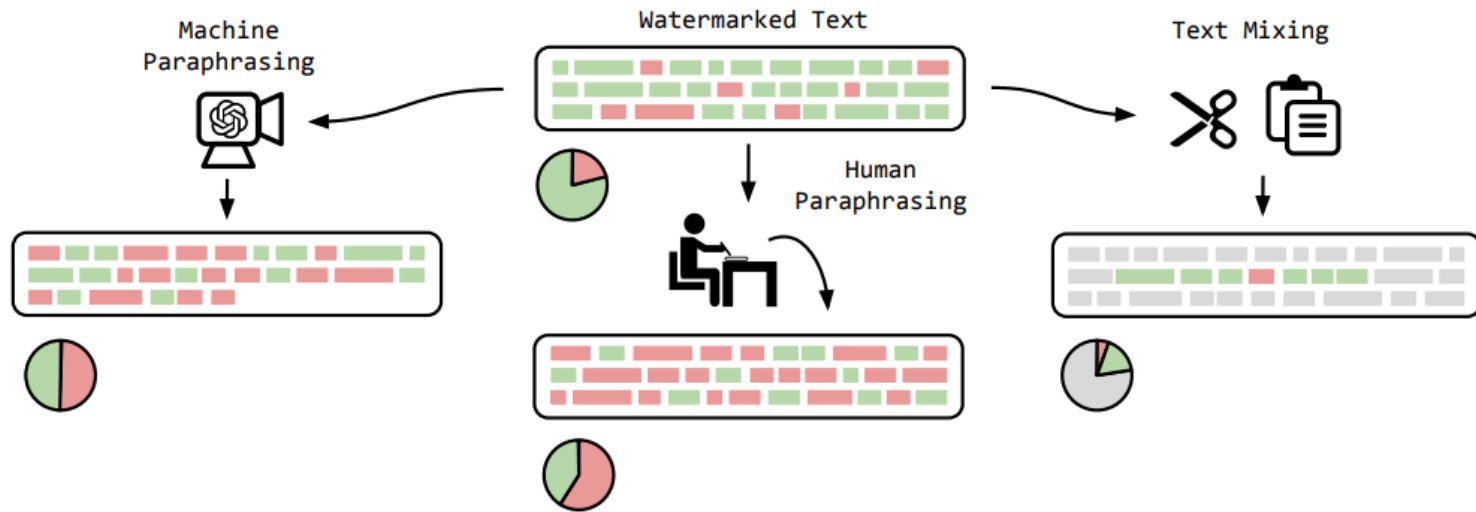 Machine
Paraphrasing
Watermarked Text
Text Mixing
Human
Paraphrasing